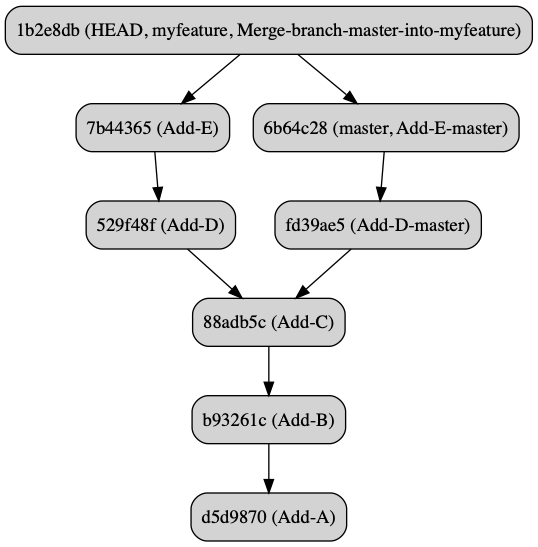 1b2e8db (HEAD, myfeature, Merge-branch-master-into-myfeature)
7b44365 (Add-E)
6b64c28 (master, Add-E-master)
529f48f (Add-D)
fd39ae5 (Add-D-master)
88adb5c (Add-C)
b93261c (Add-B)
d5d9870 (Add-A)